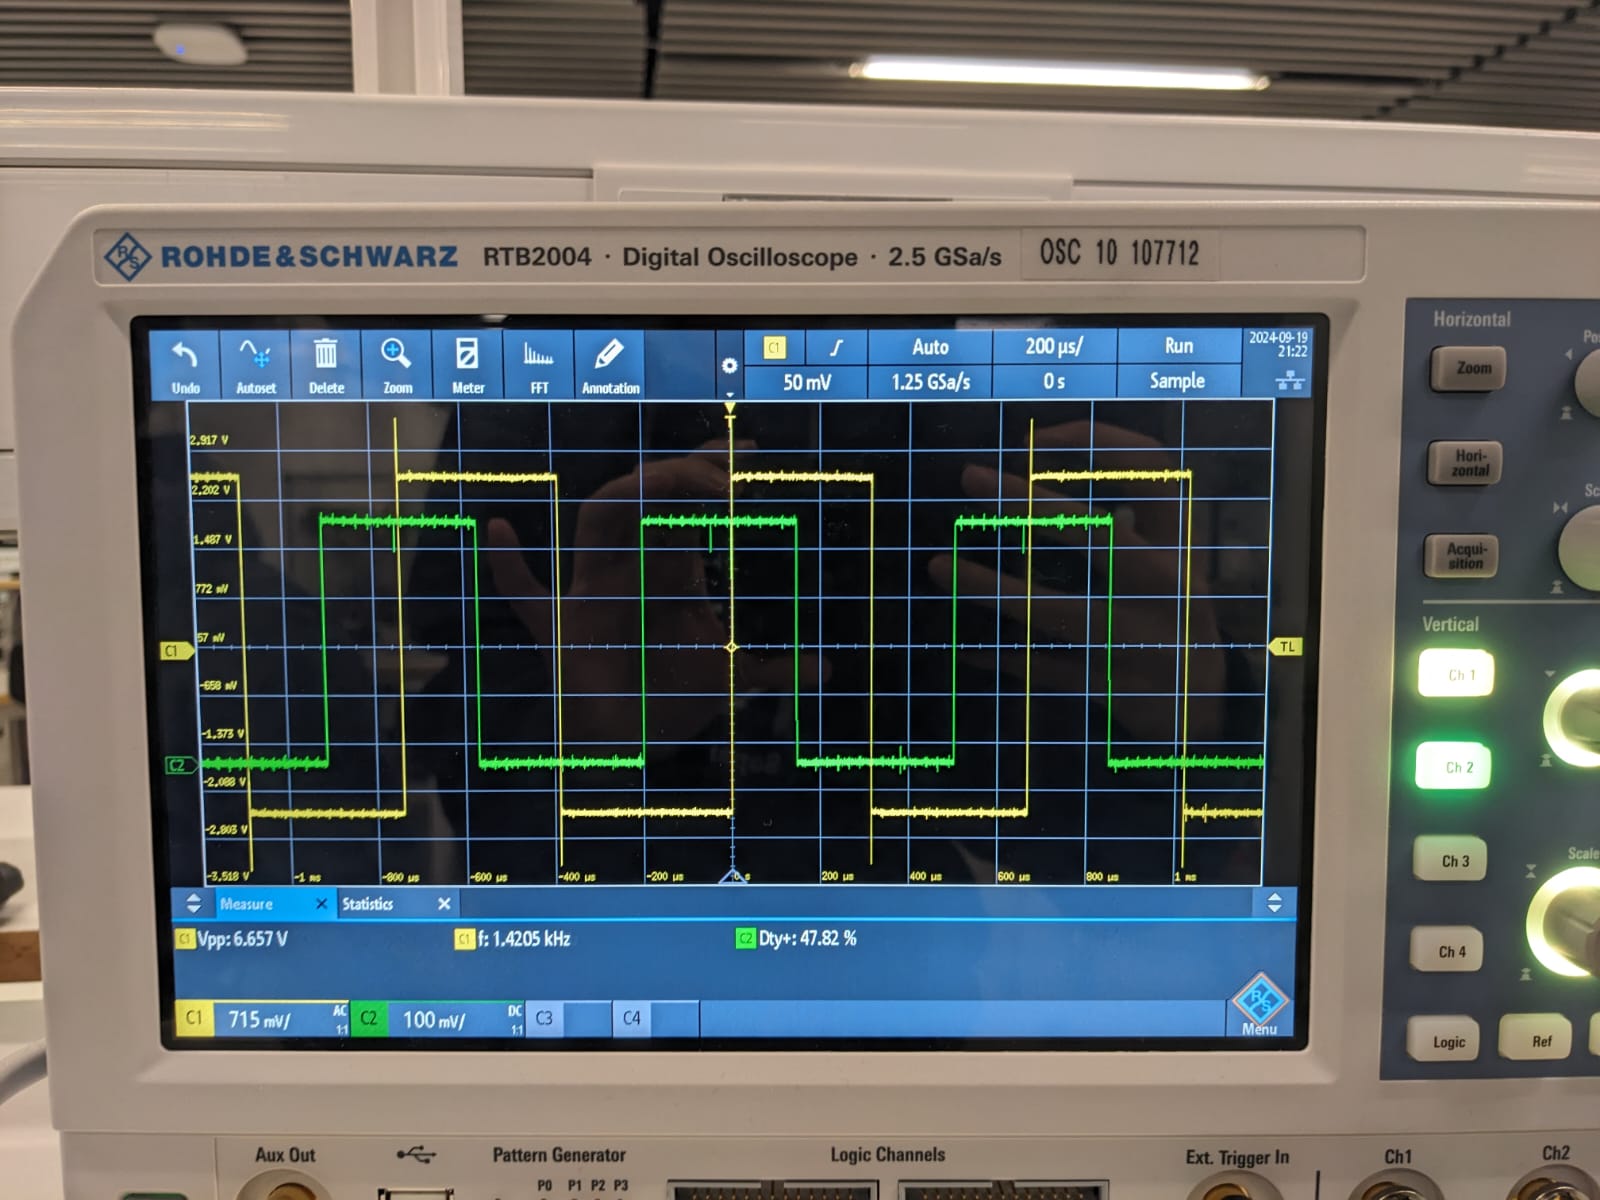 ROHDE&SCHWARZ RTB2004 · Digital Oscilloscope · 2.5 GSa/s OSC 10 107712
Undo Autoset Delete Zoom Meter FFT Annotation
C1 Auto 200 µs/ Run 2024-09-19
21:22
50 mV 1.25 GSa/s 0 s Sample
T
2,917 V
2,202 V
1,487 V
772 mV
57 mV
C1 TL
-658 mV
-1,373 V
C2
-2,088 V
-2,803 V
-3,518 V -1 ms -800 µs -600 µs -400 µs -200 µs 0 s 200 µs 400 µs 600 µs 800 µs 1 ms
Measure Statistics
C1 Vpp: 6.657 V C1 f: 1.4205 kHz C2 Dty+: 47.82 %
C1 715 mV/ AC
1:1
C2 100 mV/ DC
1:1
C3 C4
R S
Menu
Horizontal
Zoom
Hori-
zontal
Acqui-
sition
Vertical
Ch 1
Ch 2
Ch 3
Scale
Ch 4
Logic Ref
Aux Out Pattern Generator Logic Channels Ext. Trigger In Ch1 Ch2
P0 P1 P2 P3